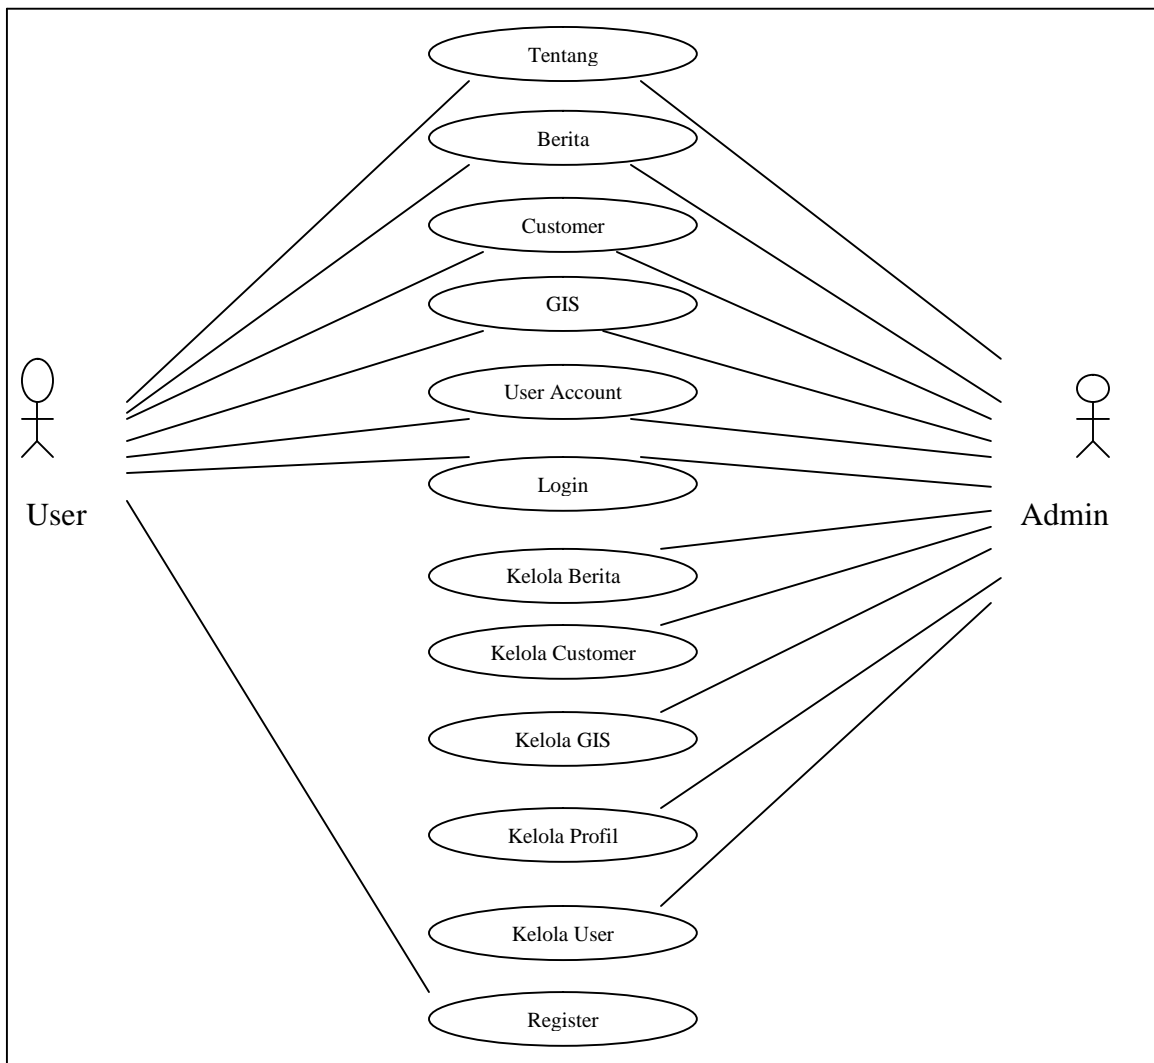 Tentang
Berita
Customer
GIS
User Account
Login
User
Admin
Kelola Berita
Kelola Customer
Kelola GIS
Kelola Profil
Kelola User
Register